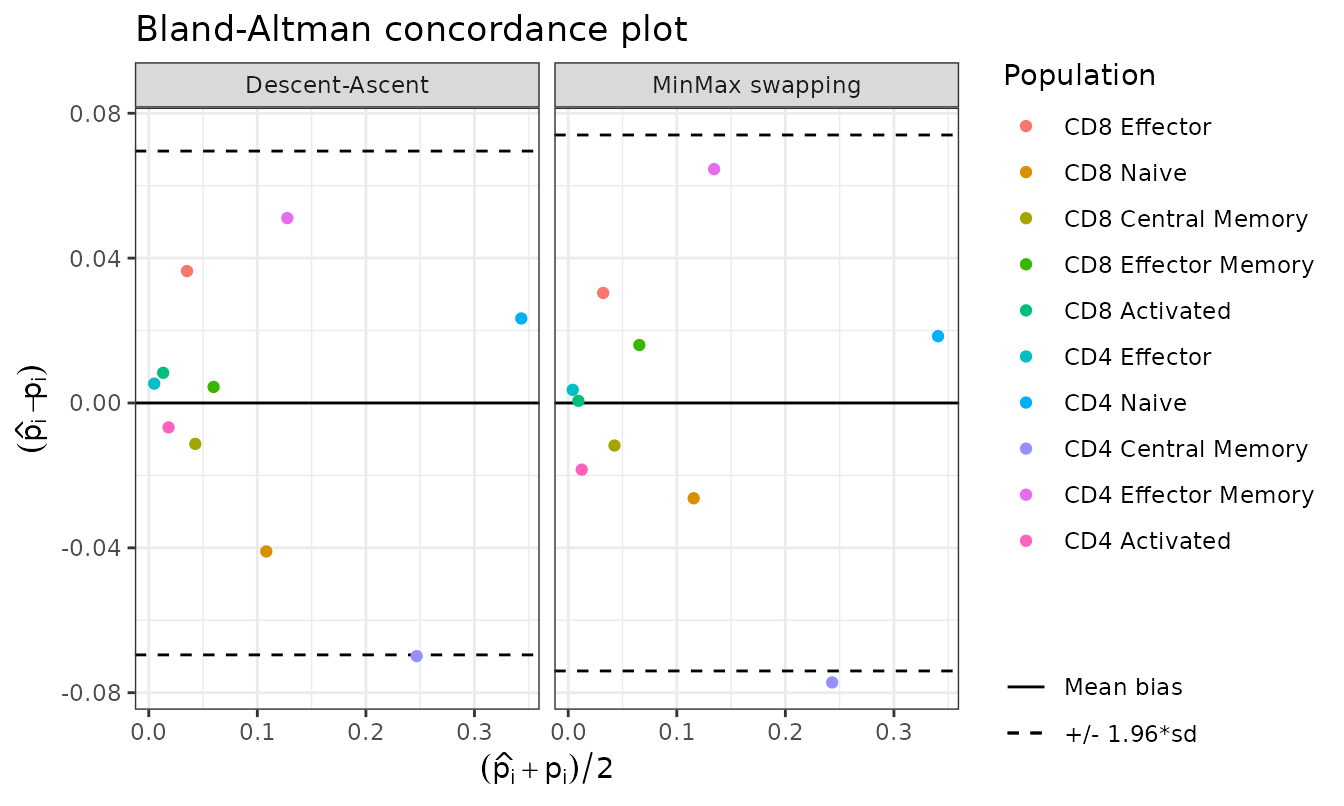 Bland-Altman concordance plot
Descent-Ascent
MinMax swapping
0.08
0.04
0.00
-0.04
-0.08
(p̂ᵢ−pᵢ)
0.0 0.1 0.2 0.3
0.0 0.1 0.2 0.3
(p̂ᵢ + pᵢ)/2
Population
CD8 Effector
CD8 Naive
CD8 Central Memory
CD8 Effector Memory
CD8 Activated
CD4 Effector
CD4 Naive
CD4 Central Memory
CD4 Effector Memory
CD4 Activated
Mean bias
+/- 1.96*sd